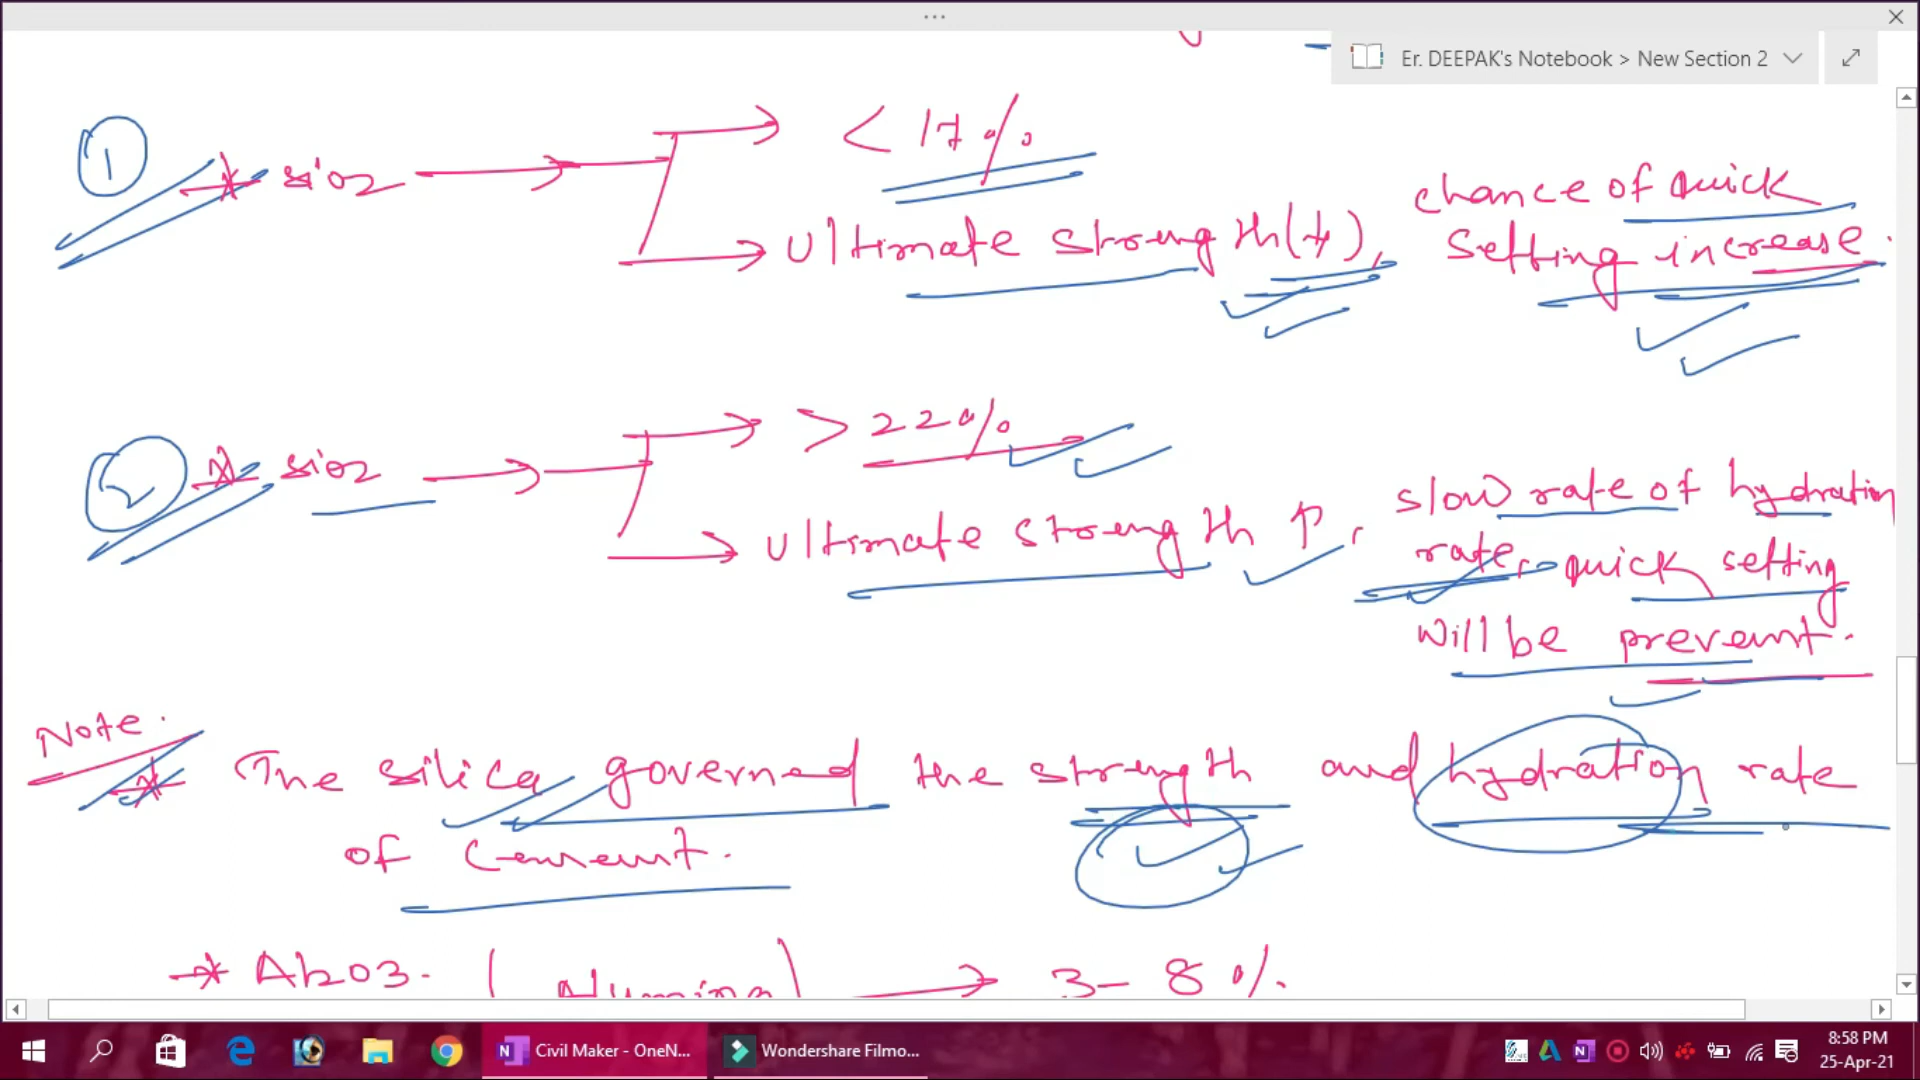 Er. DEEPAK's Notebook > New Section 2
1
* sio2 → < 17%
Ultimate strength(↓), chance of quick
setting increase.
2
* sio2 → > 22%
Ultimate strength ↑, slow rate of hydration
rate, quick setting
will be prevent.
Note.
* The silica governed the strength and hydration rate
of cement.
* Al2O3. (Alumina) → 3-8%.
Civil Maker - OneN...
Wondershare Filmo...
8:58 PM
25-Apr-21